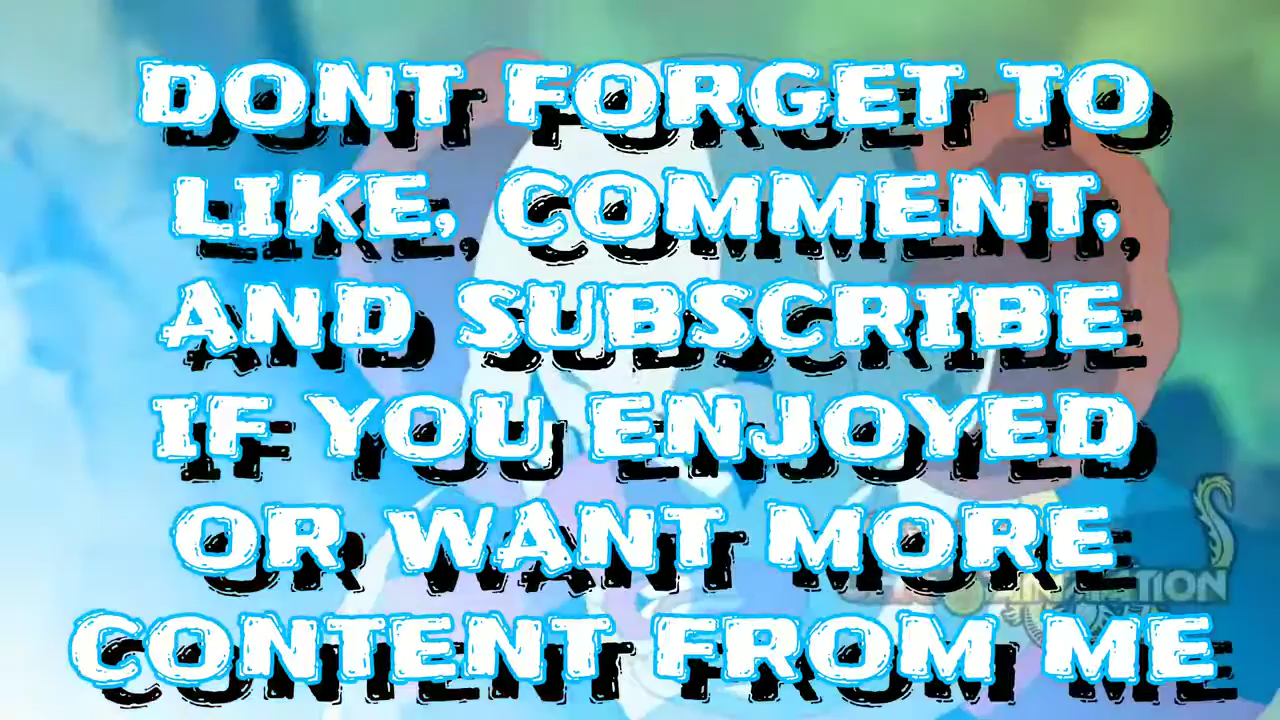 DONT FORGET TO
LIKE, COMMENT,
AND SUBSCRIBE
IF YOU ENJOYED
OR WANT MORE
CONTENT FROM ME